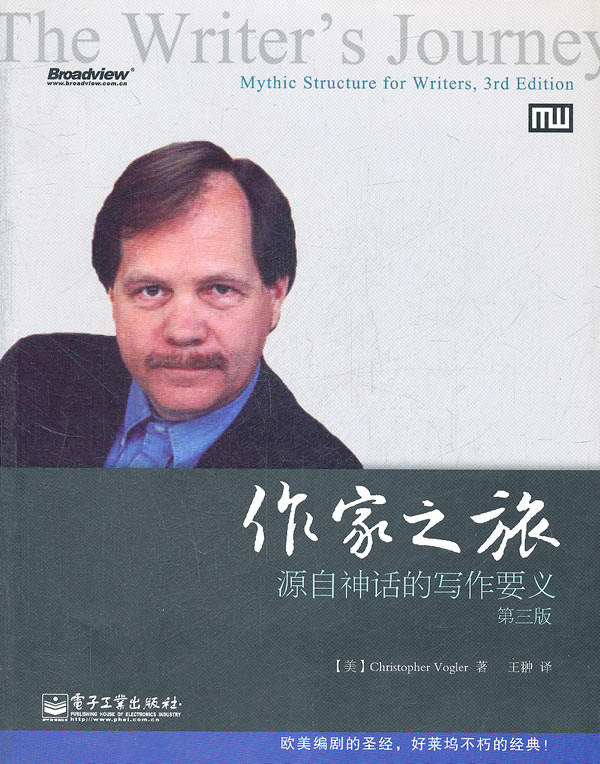 The Writer's Journey
Mythic Structure for Writers, 3rd Edition
Broadview®
www.broadview.com.cn
MW
作家之旅
源自神话的写作要义
第三版
【美】Christopher Vogler 著 王翀 译
電子工業出版社·
PUBLISHING HOUSE OF ELECTRONICS INDUSTRY
http://www.phei.com.cn
欧美编剧的圣经，好莱坞不朽的经典！